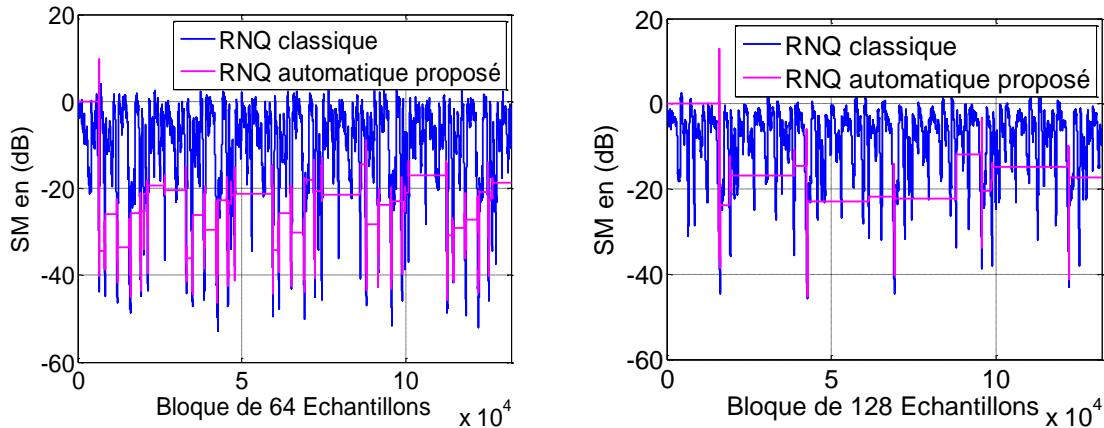 20
0
-20
-40
-60
SM en (dB)
RNQ classique
RNQ automatique proposé
0
5
10
x 10^4
Bloque de 64 Echantillons
20
0
-20
-40
-60
SM en (dB)
RNQ classique
RNQ automatique proposé
0
5
10
x 10^4
Bloque de 128 Echantillons